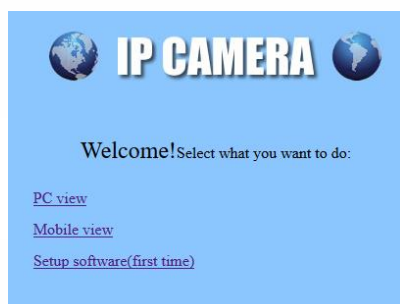 IP CAMERA
Welcome!Select what you want to do:
PC view
Mobile view
Setup software(first time)